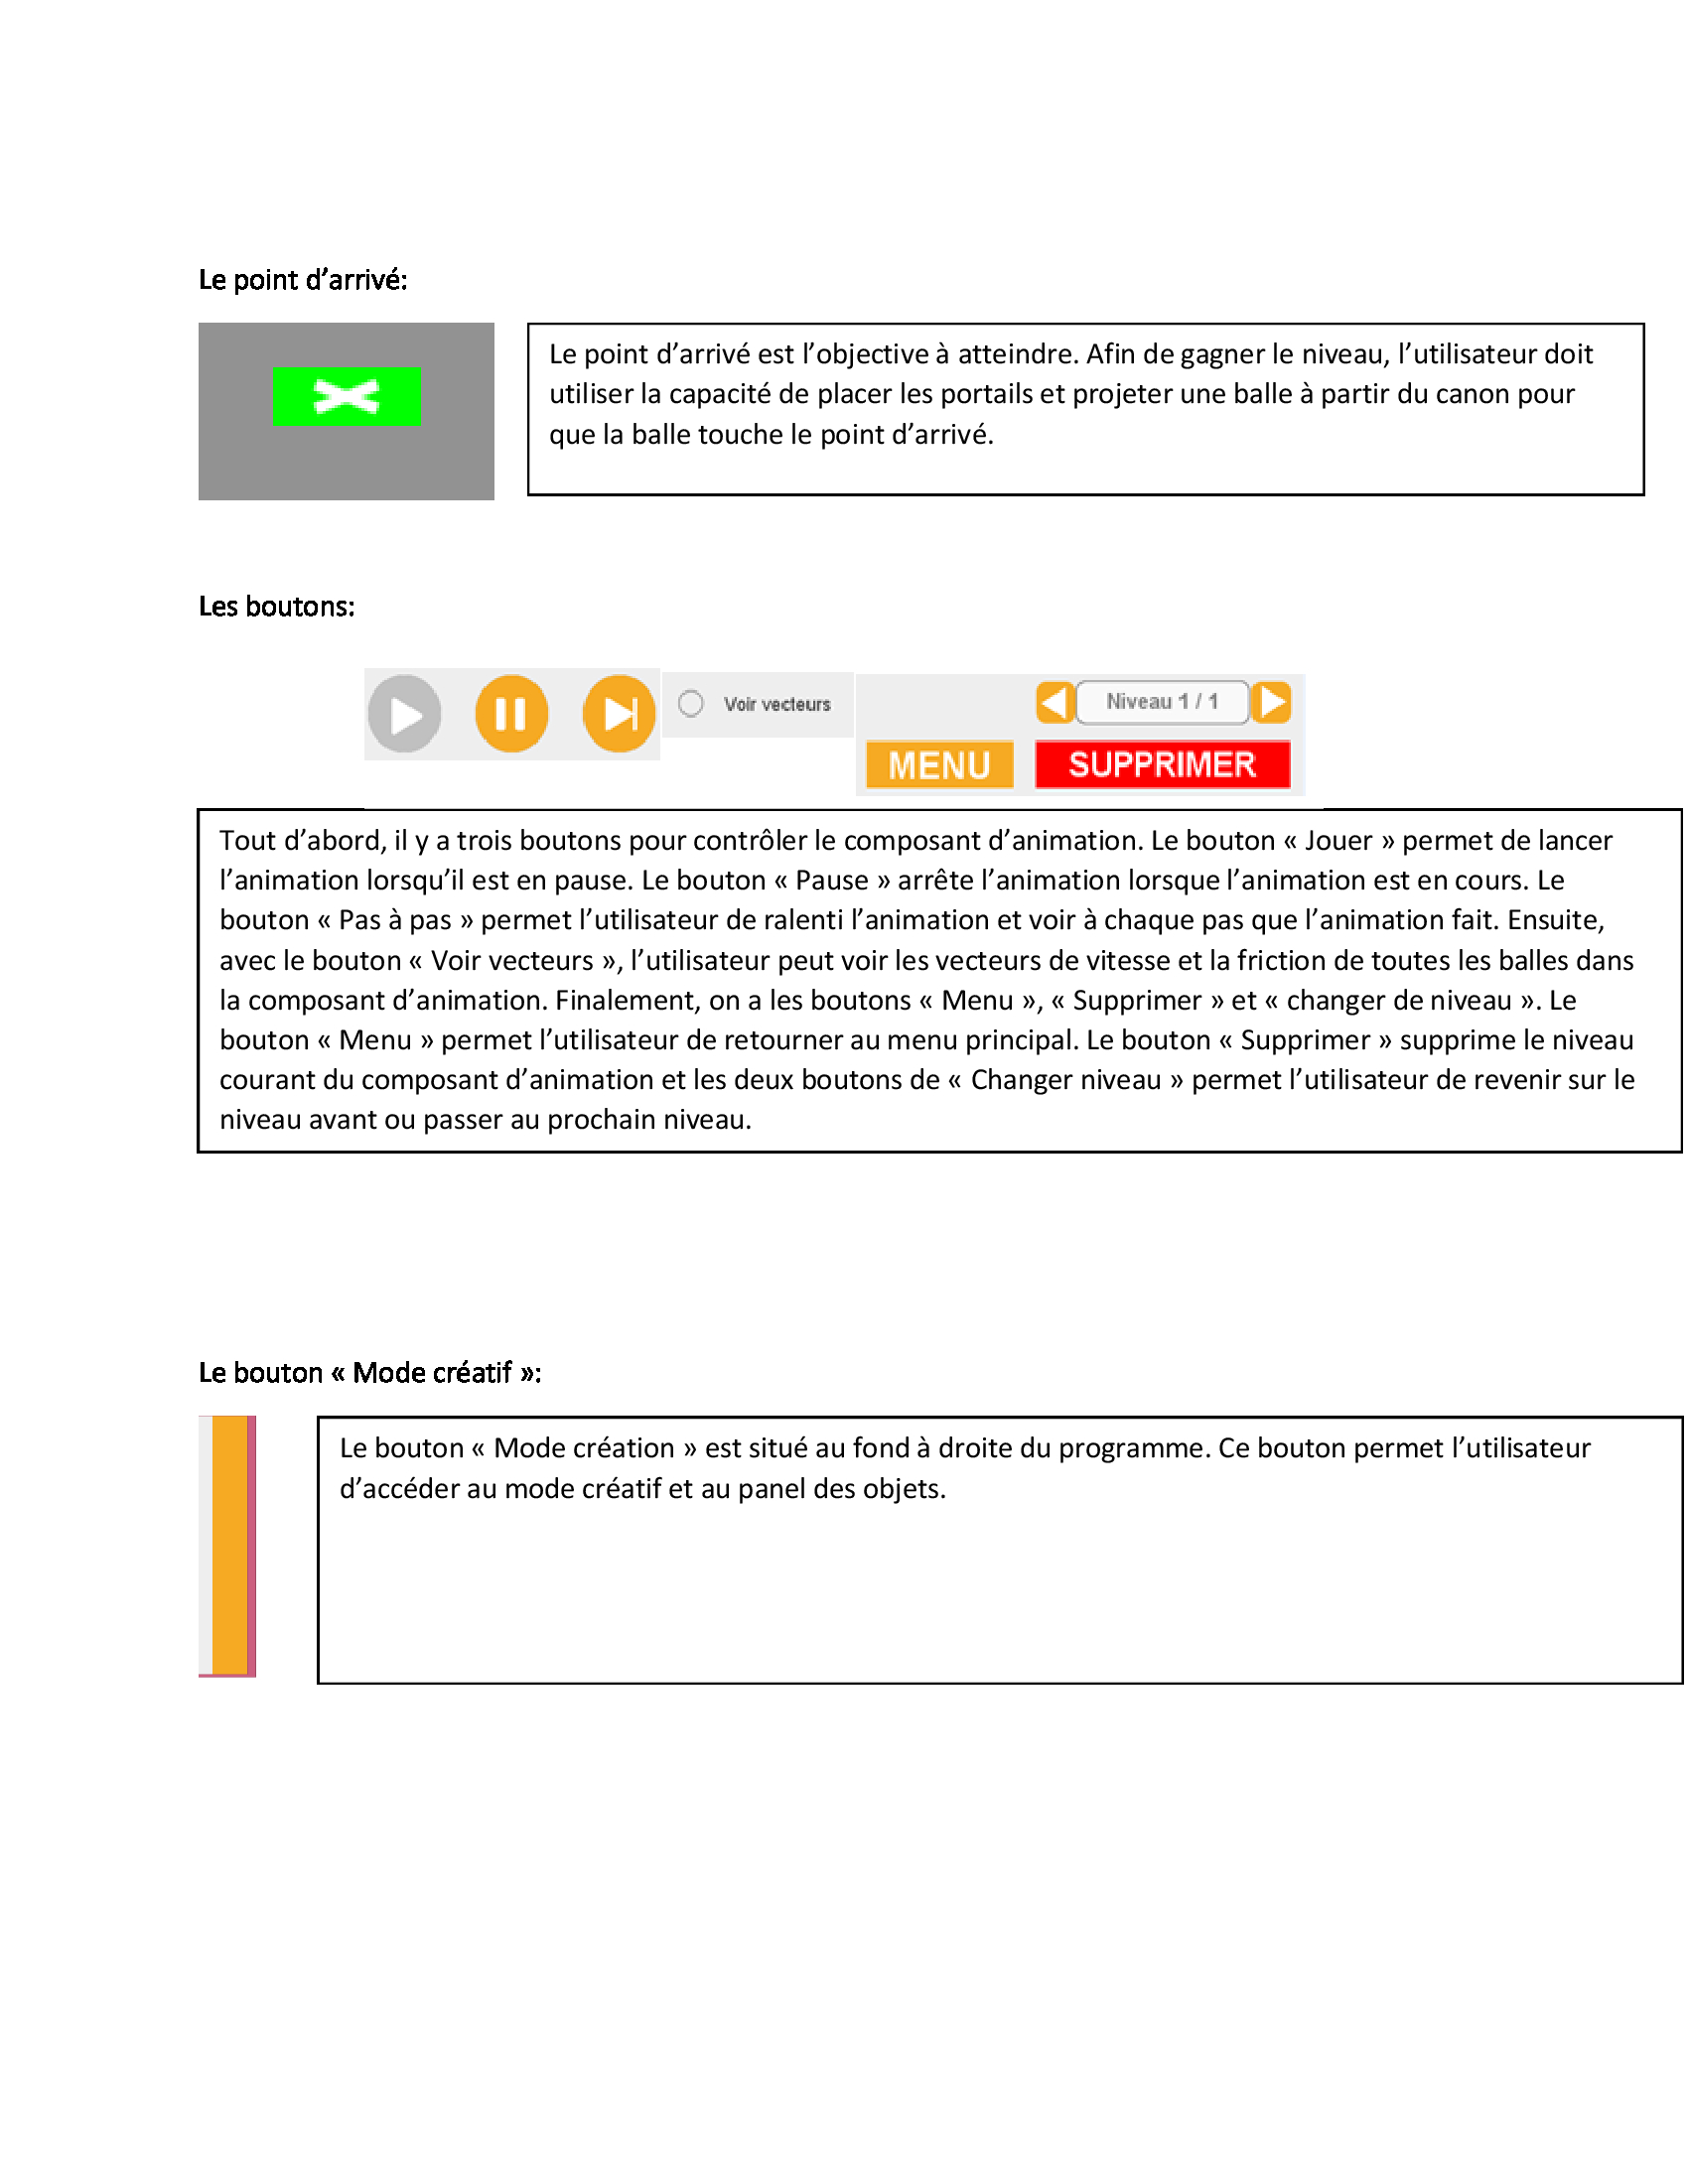 Le point d’arrivé:
Le point d’arrivé est l’objective à atteindre. Afin de gagner le niveau, l’utilisateur doit
utiliser la capacité de placer les portails et projeter une balle à partir du canon pour
que la balle touche le point d’arrivé.
Les boutons:
Voir vecteurs
Niveau 1 / 1
MENU
SUPPRIMER
Tout d’abord, il y a trois boutons pour contrôler le composant d’animation. Le bouton « Jouer » permet de lancer
l’animation lorsqu’il est en pause. Le bouton « Pause » arrête l’animation lorsque l’animation est en cours. Le
bouton « Pas à pas » permet l’utilisateur de ralenti l’animation et voir à chaque pas que l’animation fait. Ensuite,
avec le bouton « Voir vecteurs », l’utilisateur peut voir les vecteurs de vitesse et la friction de toutes les balles dans
la composant d’animation. Finalement, on a les boutons « Menu », « Supprimer » et « changer de niveau ». Le
bouton « Menu » permet l’utilisateur de retourner au menu principal. Le bouton « Supprimer » supprime le niveau
courant du composant d’animation et les deux boutons de « Changer niveau » permet l’utilisateur de revenir sur le
niveau avant ou passer au prochain niveau.
Le bouton « Mode créatif »:
Le bouton « Mode création » est situé au fond à droite du programme. Ce bouton permet l’utilisateur
d’accéder au mode créatif et au panel des objets.